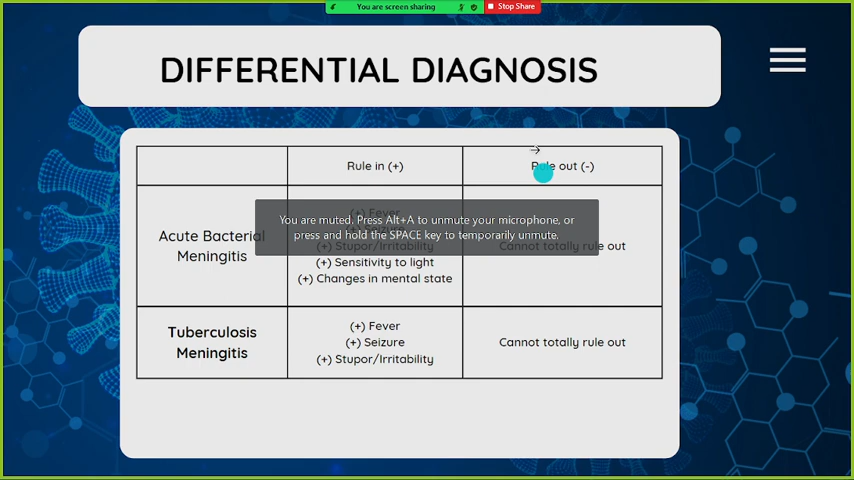 You are screen sharing
Stop Share
DIFFERENTIAL DIAGNOSIS
Rule in (+)
Rule out (-)
Acute Bacterial
Meningitis
(+) Fever
(+) Seizure
(+) Stupor/Irritability
(+) Sensitivity to light
(+) Changes in mental state
Cannot totally rule out
You are muted. Press Alt+A to unmute your microphone, or
press and hold the SPACE key to temporarily unmute.
Tuberculosis
Meningitis
(+) Fever
(+) Seizure
(+) Stupor/Irritability
Cannot totally rule out